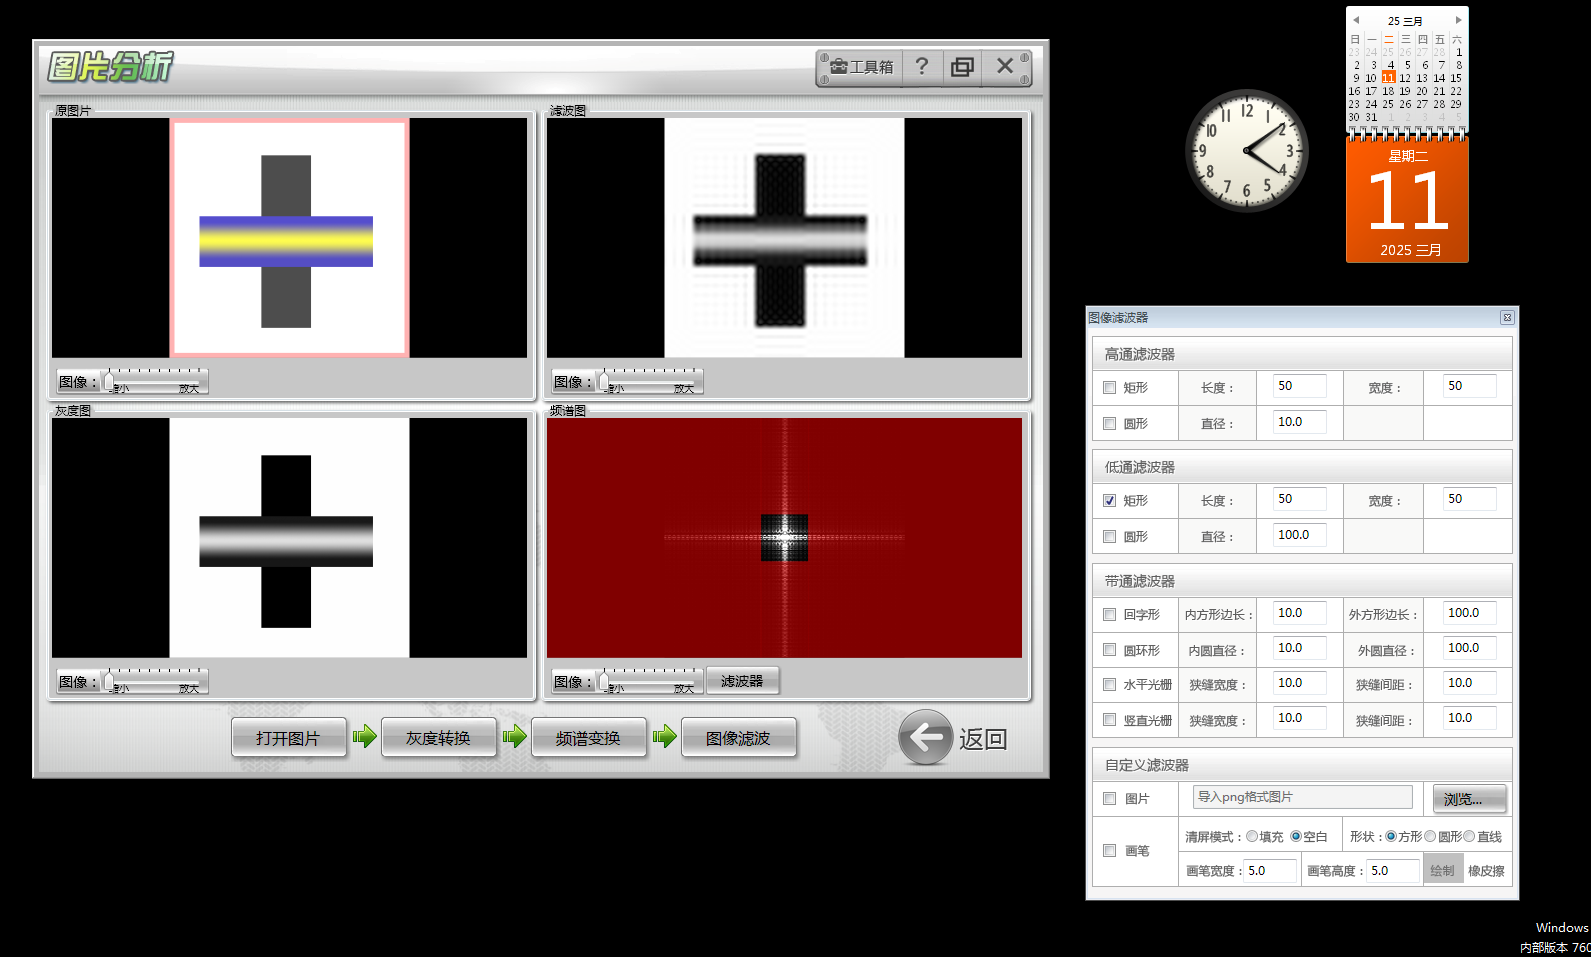 图片分析
工具箱
?
原图片
滤波图
图像：
缩小
放大
图像：
缩小
放大
灰度图
频谱图
图像：
缩小
放大
图像：
缩小
放大
滤波器
打开图片
灰度转换
频谱变换
图像滤波
返回
12
1
2
3
4
5
6
7
8
9
10
11
25 三月
日 一 二 三 四 五 六
23 24 25 26 27 28 1
2 3 4 5 6 7 8
9 10 11 12 13 14 15
16 17 18 19 20 21 22
23 24 25 26 27 28 29
30 31 1 2 3 4 5
星期二
11
2025 三月
图像滤波器
高通滤波器
矩形 长度： 50 宽度： 50
圆形 直径： 10.0
低通滤波器
矩形 长度： 50 宽度： 50
圆形 直径： 100.0
带通滤波器
回字形 内方形边长： 10.0 外方形边长： 100.0
圆环形 内圆直径： 10.0 外圆直径： 100.0
水平光栅 狭缝宽度： 10.0 狭缝间距： 10.0
竖直光栅 狭缝宽度： 10.0 狭缝间距： 10.0
自定义滤波器
图片 导入png格式图片 浏览...
画笔
清屏模式：填充 空白 形状：方形 圆形 直线
画笔宽度：5.0 画笔高度：5.0 绘制 橡皮擦
Windows
内部版本 760